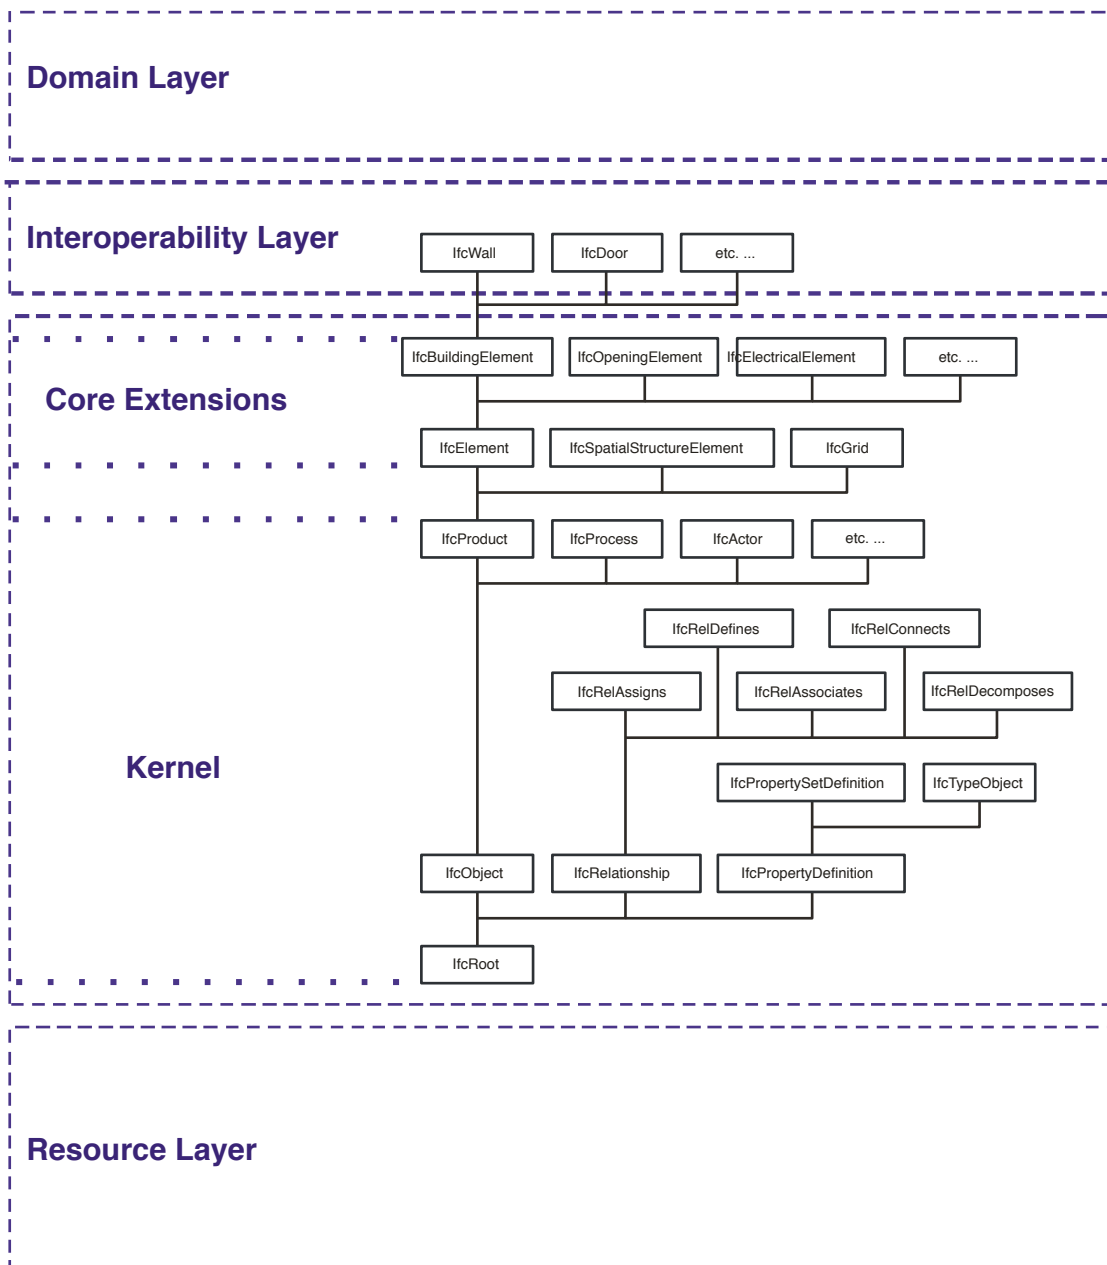 Domain Layer
Interoperability Layer
IfcWall
IfcDoor
etc. ...
IfcBuildingElement
IfcOpeningElement
IfcElectricalElement
etc. ...
Core Extensions
IfcElement
IfcSpatialStructureElement
IfcGrid
IfcProduct
IfcProcess
IfcActor
etc. ...
IfcRelDefines
IfcRelConnects
IfcRelAssigns
IfcRelAssociates
IfcRelDecomposes
Kernel
IfcPropertySetDefinition
IfcTypeObject
IfcObject
IfcRelationship
IfcPropertyDefinition
IfcRoot
Resource Layer